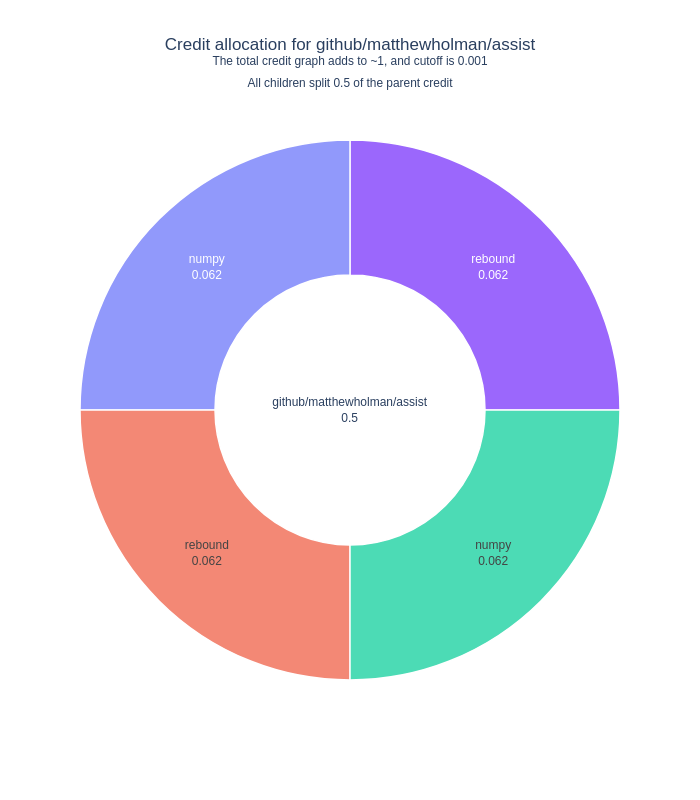 Credit allocation for github/matthewholman/assist
The total credit graph adds to ~1, and cutoff is 0.001
All children split 0.5 of the parent credit
numpy
0.062
rebound
0.062
github/matthewholman/assist
0.5
rebound
0.062
numpy
0.062